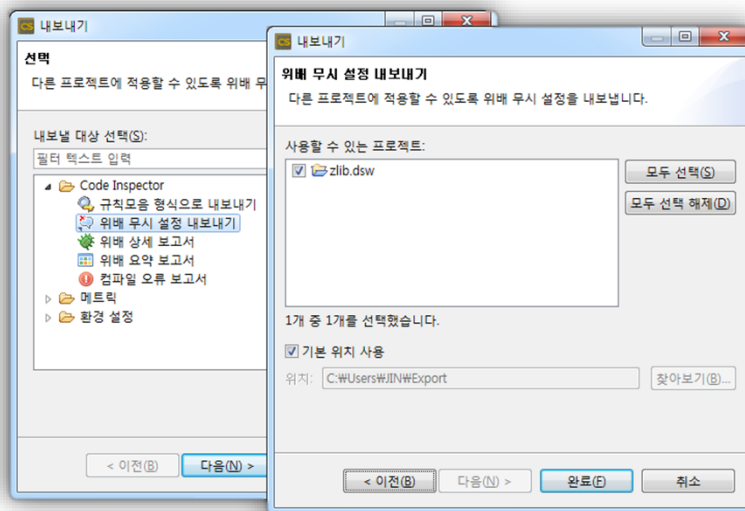 CS 내보내기
선택
다른 프로젝트에 적용할 수 있도록 위배 무
내보낼 대상 선택(S):
필터 텍스트 입력
Code Inspector
규칙모음 형식으로 내보내기
위배 무시 설정 내보내기
위배 상세 보고서
위배 요약 보고서
컴파일 오류 보고서
메트릭
환경 설정
< 이전(B)
다음(N) >
CS 내보내기
위배 무시 설정 내보내기
다른 프로젝트에 적용할 수 있도록 위배 무시 설정을 내보냅니다.
사용할 수 있는 프로젝트:
zlib.dsw
모두 선택(S)
모두 선택 해제(D)
1개 중 1개를 선택했습니다.
기본 위치 사용
위치: C:₩Users₩JIN₩Export 찾아보기(B)...
< 이전(B) 다음(N) > 완료(F) 취소